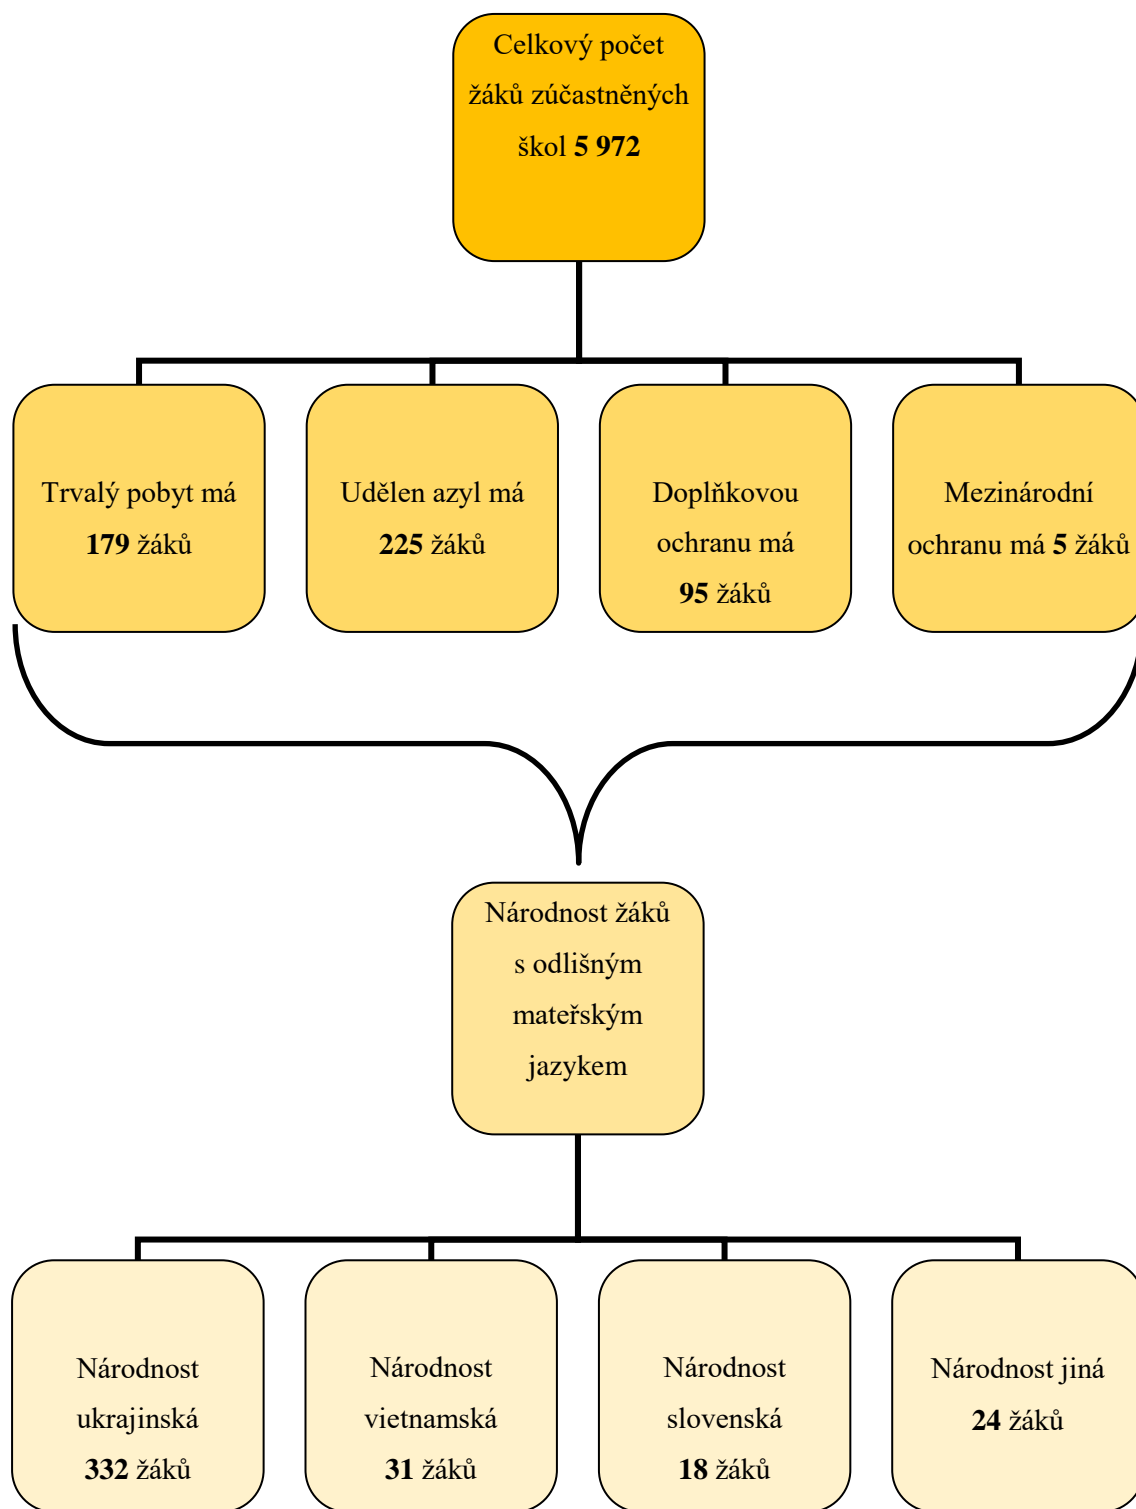 Celkový počet
žáků zúčastněných
škol 5 972
Trvalý pobyt má
179 žáků
Udělen azyl má
225 žáků
Doplňkovou
ochranu má
95 žáků
Mezinárodní
ochranu má 5 žáků
Národnost žáků
s odlišným
mateřským
jazykem
Národnost
ukrajinská
332 žáků
Národnost
vietnamská
31 žáků
Národnost
slovenská
18 žáků
Národnost jiná
24 žáků